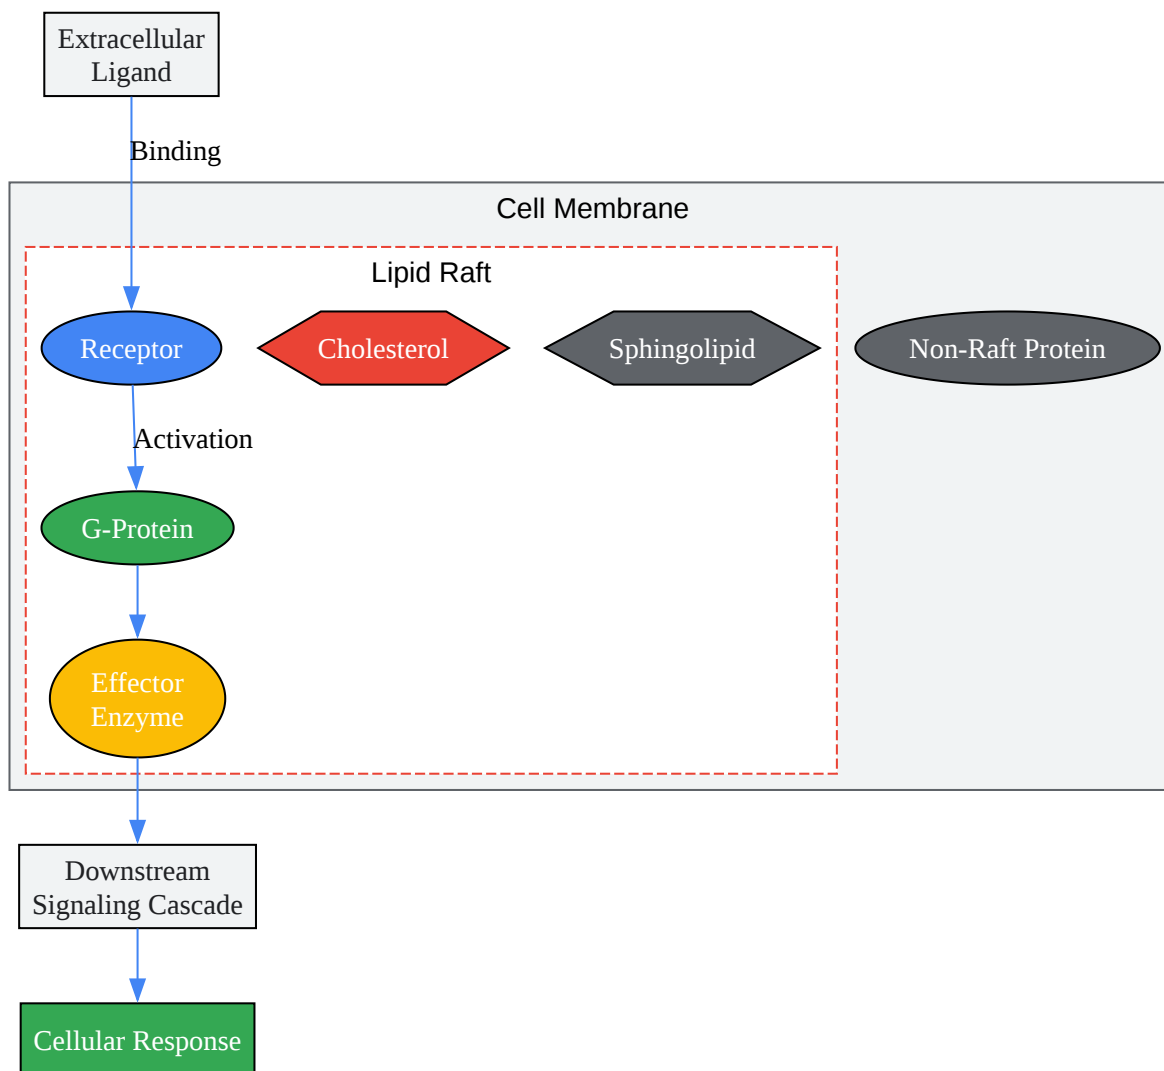 Extracellular
Ligand
Binding
Cell Membrane
Lipid Raft
Receptor
Cholesterol
Sphingolipid
Non-Raft Protein
Activation
G-Protein
Effector
Enzyme
Downstream
Signaling Cascade
Cellular Response